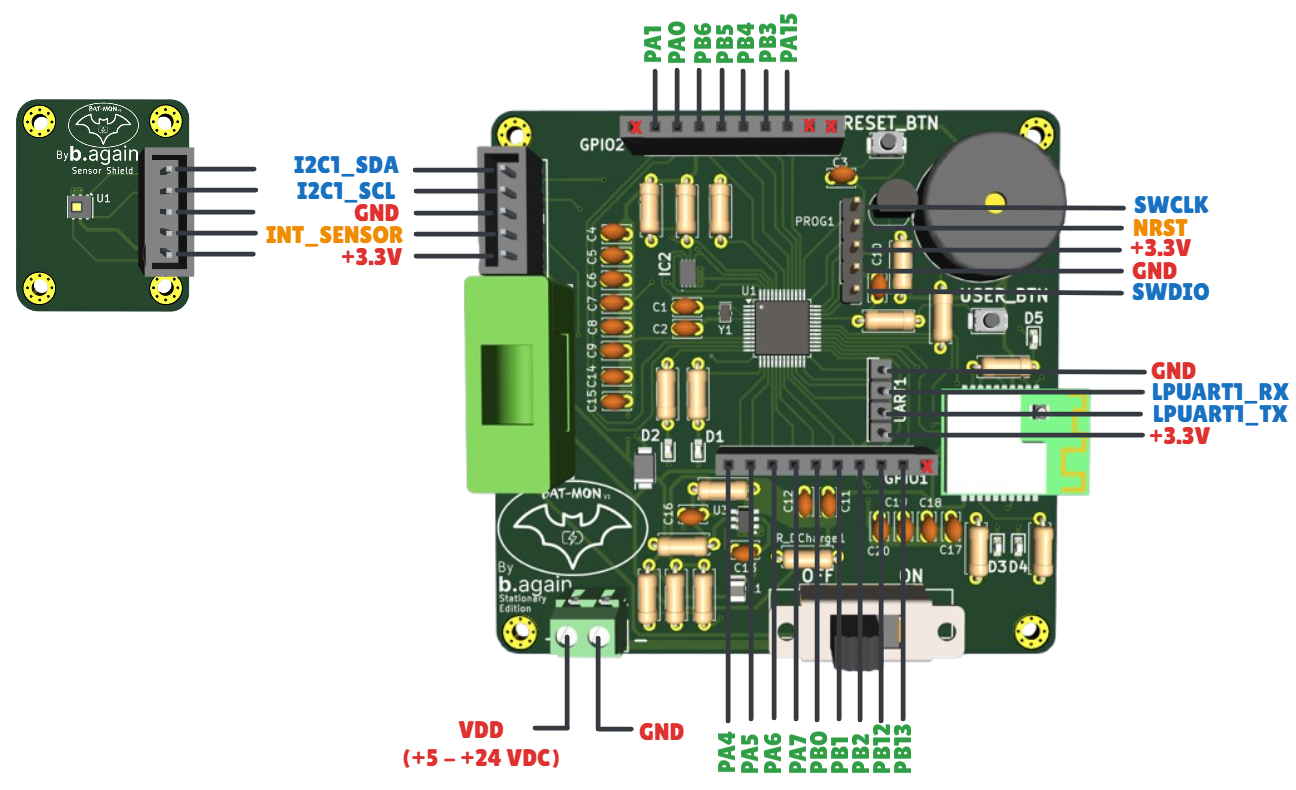 PA1
PA0
PB6
PB5
PB4
PB3
PA15
BAT-MON V1
By b.again
Sensor Shield
U1
I2C1_SDA
I2C1_SCL
GND
INT_SENSOR
+3.3V
GPIO2
RESET_BTN
C3
PROG1
C10
SWCLK
NRST
+3.3V
GND
SWDIO
C4
C5
C6
C7
C8
C9
C14
C15
IC2
C1
C2
Y1
U1
USER_BTN
D5
UART1
GND
LPUART1_RX
LPUART1_TX
+3.3V
D2
D1
GPIO1
BAT-MON V1
By
b.again
Stationary
Edition
C16
U3
C13
C12
C11
R_DCharge1
C19
C18
C20
C17
D3
D4
OFF
ON
VDD
(+5 – +24 VDC)
GND
PA4
PA5
PA6
PA7
PB0
PB1
PB2
PB12
PB13